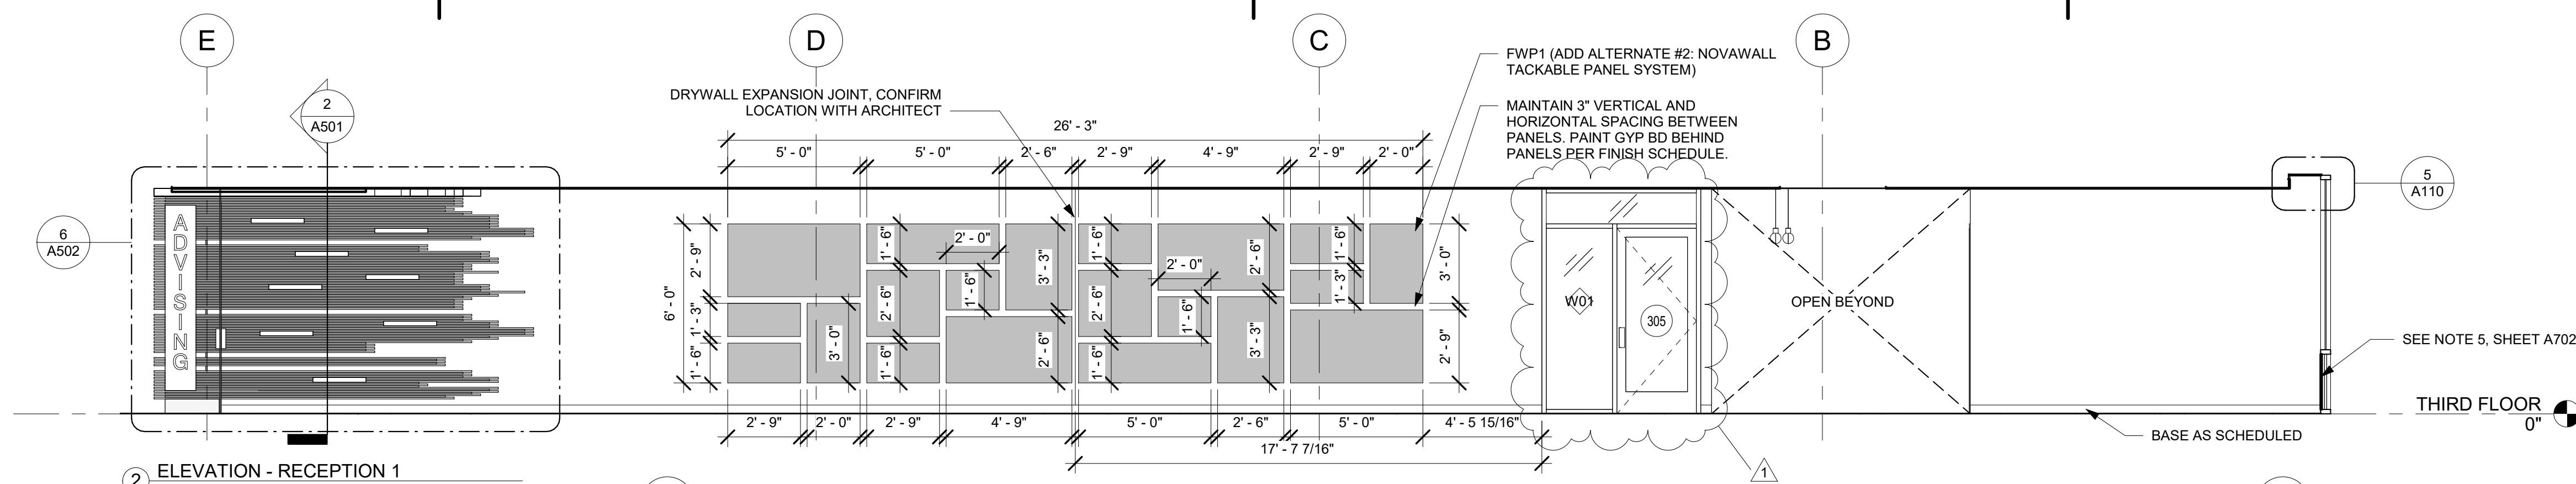 E
D
C
B
2
A501
6
A502
5
A110
DRYWALL EXPANSION JOINT, CONFIRM
LOCATION WITH ARCHITECT
FWP1 (ADD ALTERNATE #2: NOVAWALL
TACKABLE PANEL SYSTEM)
MAINTAIN 3" VERTICAL AND
HORIZONTAL SPACING BETWEEN
PANELS. PAINT GYP BD BEHIND
PANELS PER FINISH SCHEDULE.
26' - 3"
5' - 0"
5' - 0"
2' - 6"
2' - 9"
4' - 9"
2' - 9"
2' - 0"
ADVISING
6' - 0"
2' - 9"
1' - 3"
1' - 6"
3' - 0"
1' - 6"
2' - 6"
1' - 6"
2' - 0"
1' - 6"
3' - 3"
2' - 6"
1' - 6"
2' - 6"
1' - 6"
2' - 0"
1' - 6"
2' - 6"
3' - 3"
1' - 6"
1' - 3"
3' - 0"
2' - 9"
W01
305
OPEN BEYOND
SEE NOTE 5, SHEET A702
THIRD FLOOR
0"
BASE AS SCHEDULED
2' - 9"
2' - 0"
2' - 9"
4' - 9"
5' - 0"
2' - 6"
5' - 0"
4' - 5 15/16"
17' - 7 7/16"
1
2
ELEVATION - RECEPTION 1